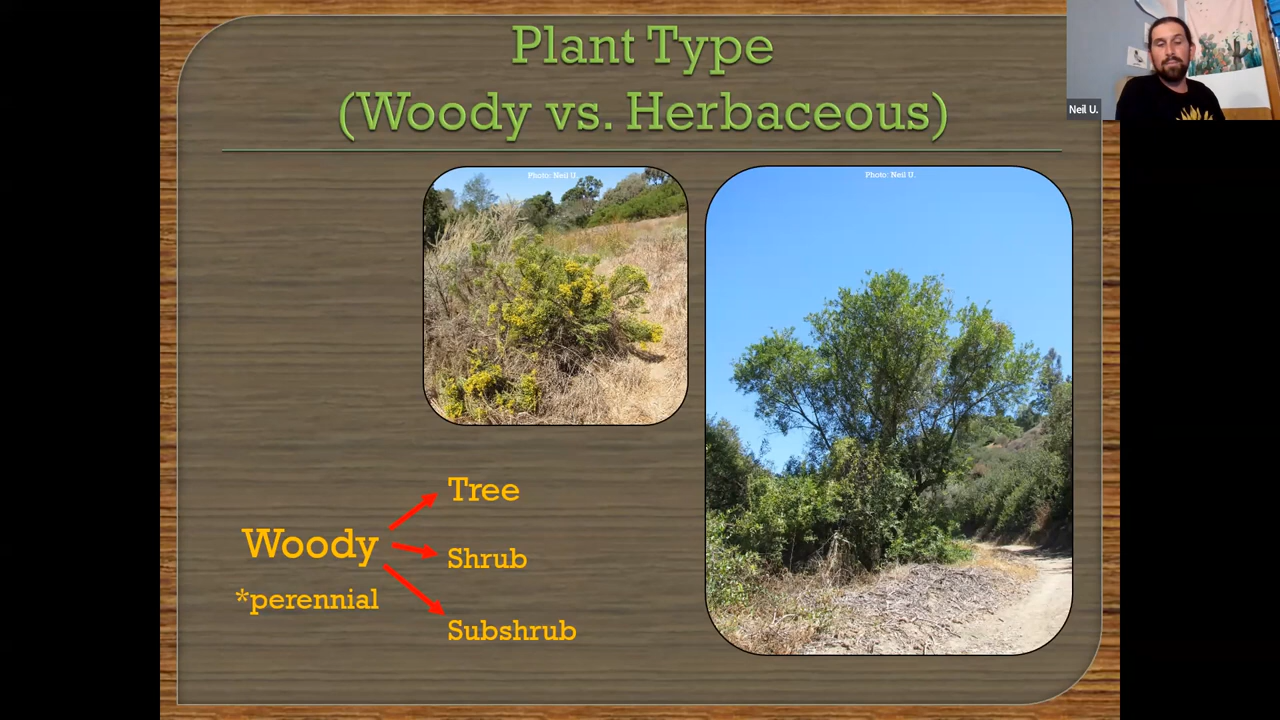 Plant Type
(Woody vs. Herbaceous)
Neil U.
Photo: Neil U.
Photo: Neil U.
Tree
Woody
Shrub
*perennial
Subshrub